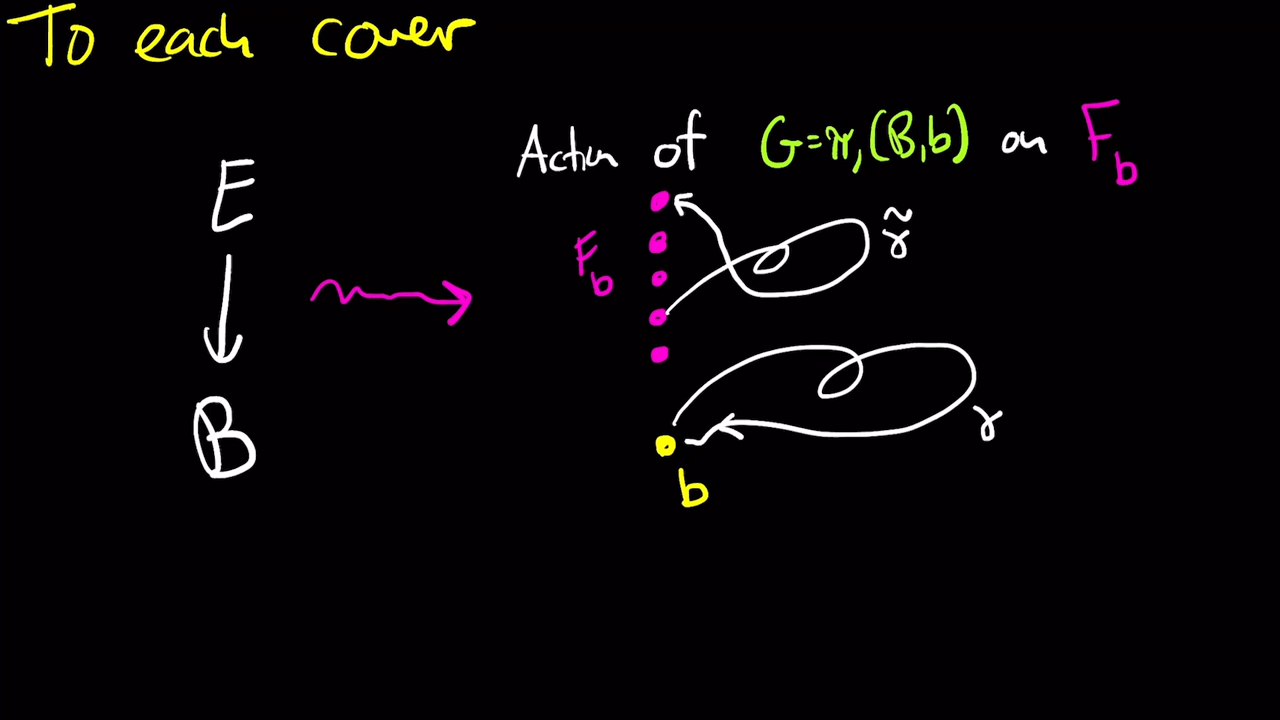 To each cover
Action of G=π₁(B,b) on F_b
E
F_b
γ̃
B
γ
b